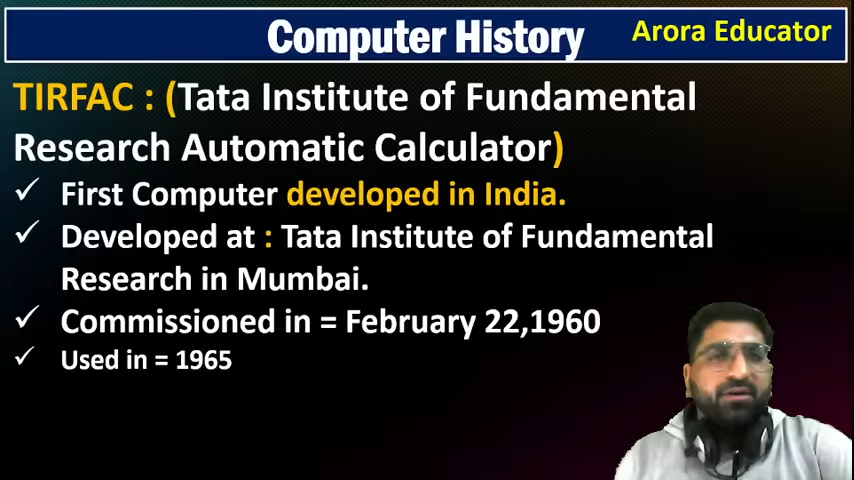 Computer History
Arora Educator
TIRFAC : (Tata Institute of Fundamental
Research Automatic Calculator)
✓ First Computer developed in India.
✓ Developed at : Tata Institute of Fundamental
Research in Mumbai.
✓ Commissioned in = February 22,1960
✓ Used in = 1965